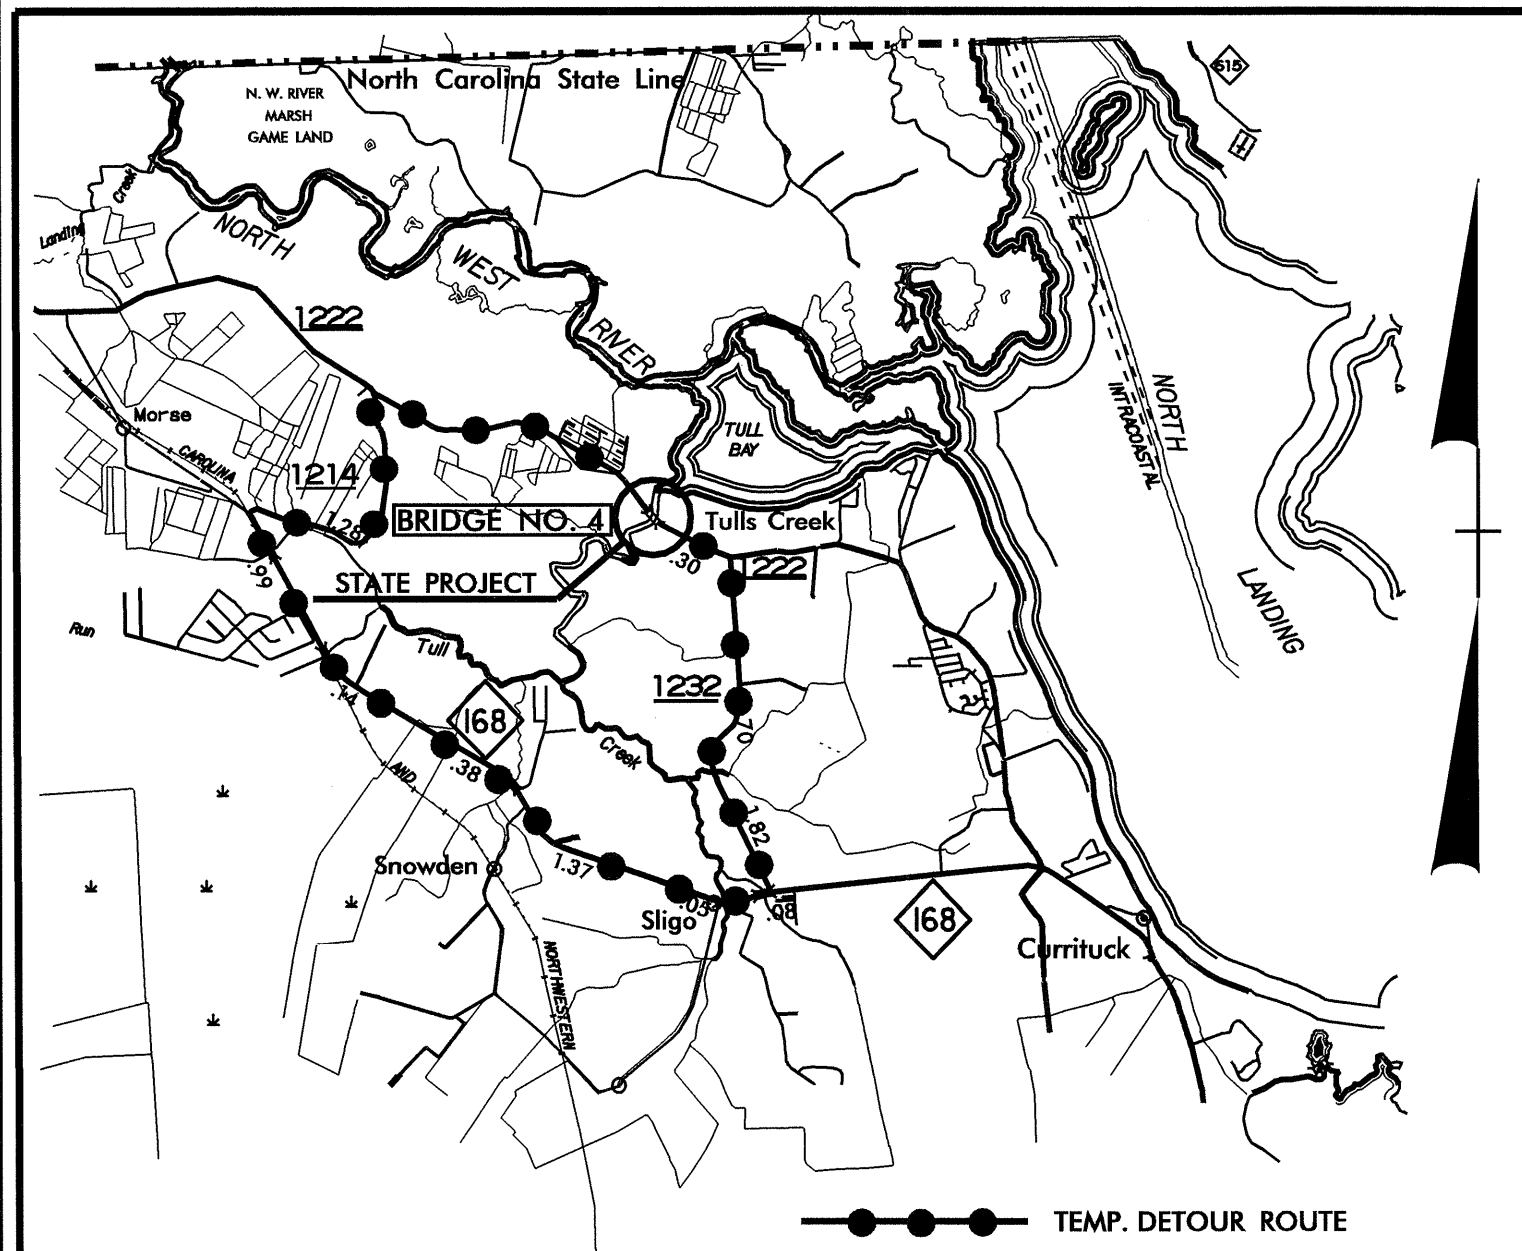 North Carolina State Line
615
N. W. RIVER
MARSH
GAME LAND
Creek
Landing
NORTH
WEST
RIVER
1222
Morse
CAROLINA
1214
1.28
BRIDGE NO. 4
TULL
BAY
Tulls Creek
NORTH
INTRACOASTAL
LANDING
.99
.30
1222
STATE PROJECT
Run
Tull
1232
.14
168
.70
Creek
.38
AND
1.82
Snowden
1.37
.05
Sligo
.08
168
Currituck
NORTHWESTERN
TEMP. DETOUR ROUTE